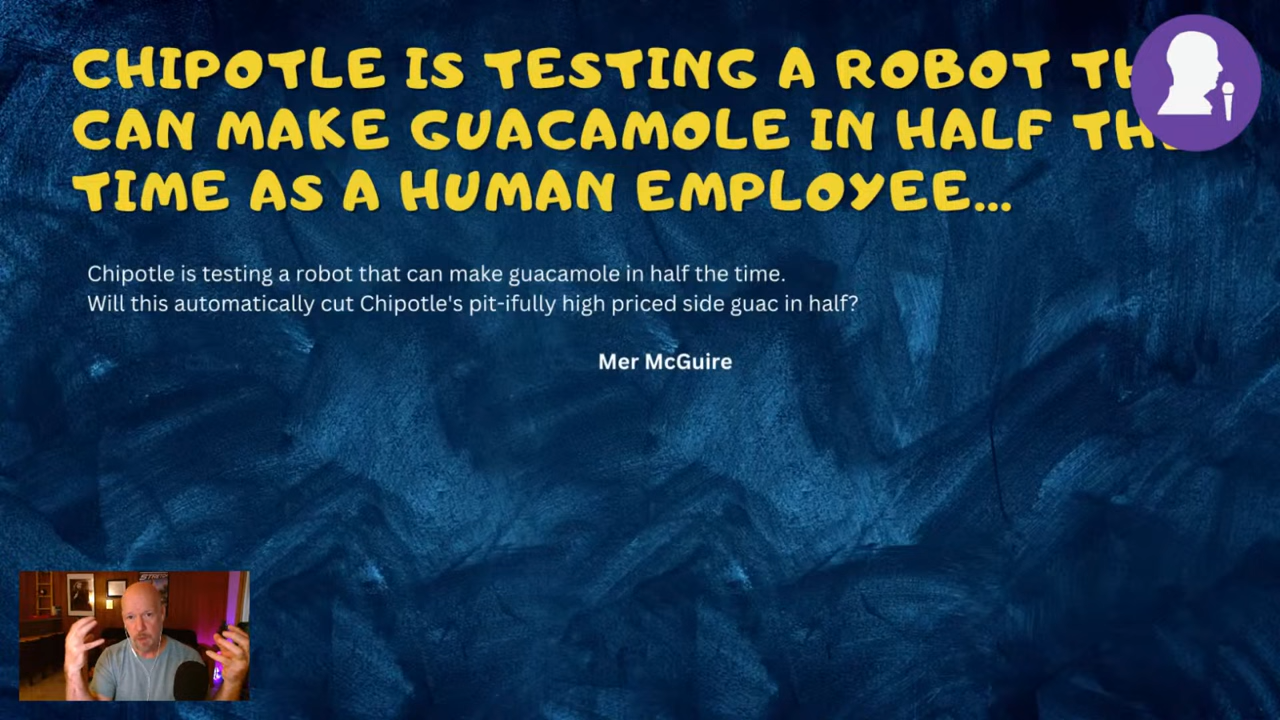 CHIPOTLE IS TESTING A ROBOT
CAN MAKE GUACAMOLE IN HALF
TIME AS A HUMAN EMPLOYEE...
Chipotle is testing a robot that can make guacamole in half the time.
Will this automatically cut Chipotle's pit-ifully high priced side guac in half?
Mer McGuire